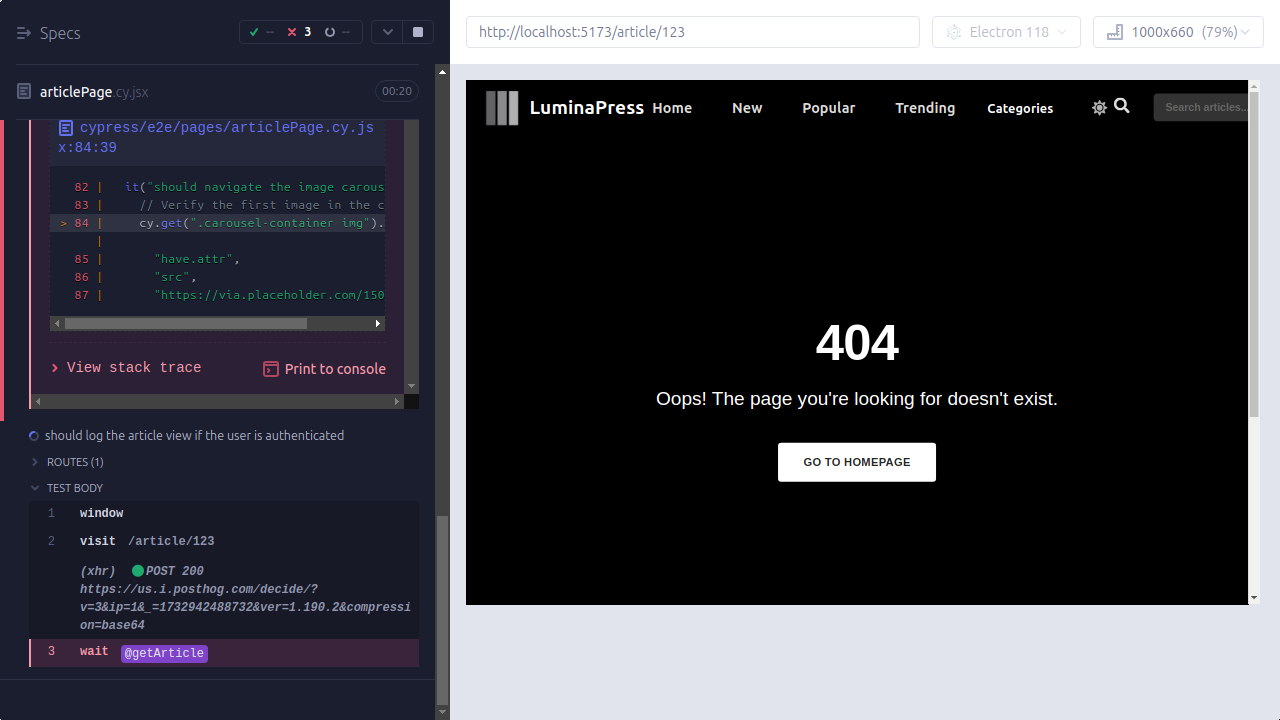 Specs
-- 3 --
articlePage.cy.jsx
00:20
cypress/e2e/pages/articlePage.cy.js
x:84:39
82 | it("should navigate the image carous
83 | // Verify the first image in the c
> 84 | cy.get(".carousel-container img").
|
85 | "have.attr",
86 | "src",
87 | "https://via.placeholder.com/150
View stack trace
Print to console
should log the article view if the user is authenticated
ROUTES (1)
TEST BODY
1 window
2 visit /article/123
(xhr) POST 200
https://us.i.posthog.com/decide/?
v=3&ip=1&_=1732942488732&ver=1.190.2&compressi
on=base64
3 wait @getArticle
http://localhost:5173/article/123
Electron 118
1000x660 (79%)
LuminaPress Home New Popular Trending Categories
Search articles...
404
Oops! The page you're looking for doesn't exist.
GO TO HOMEPAGE